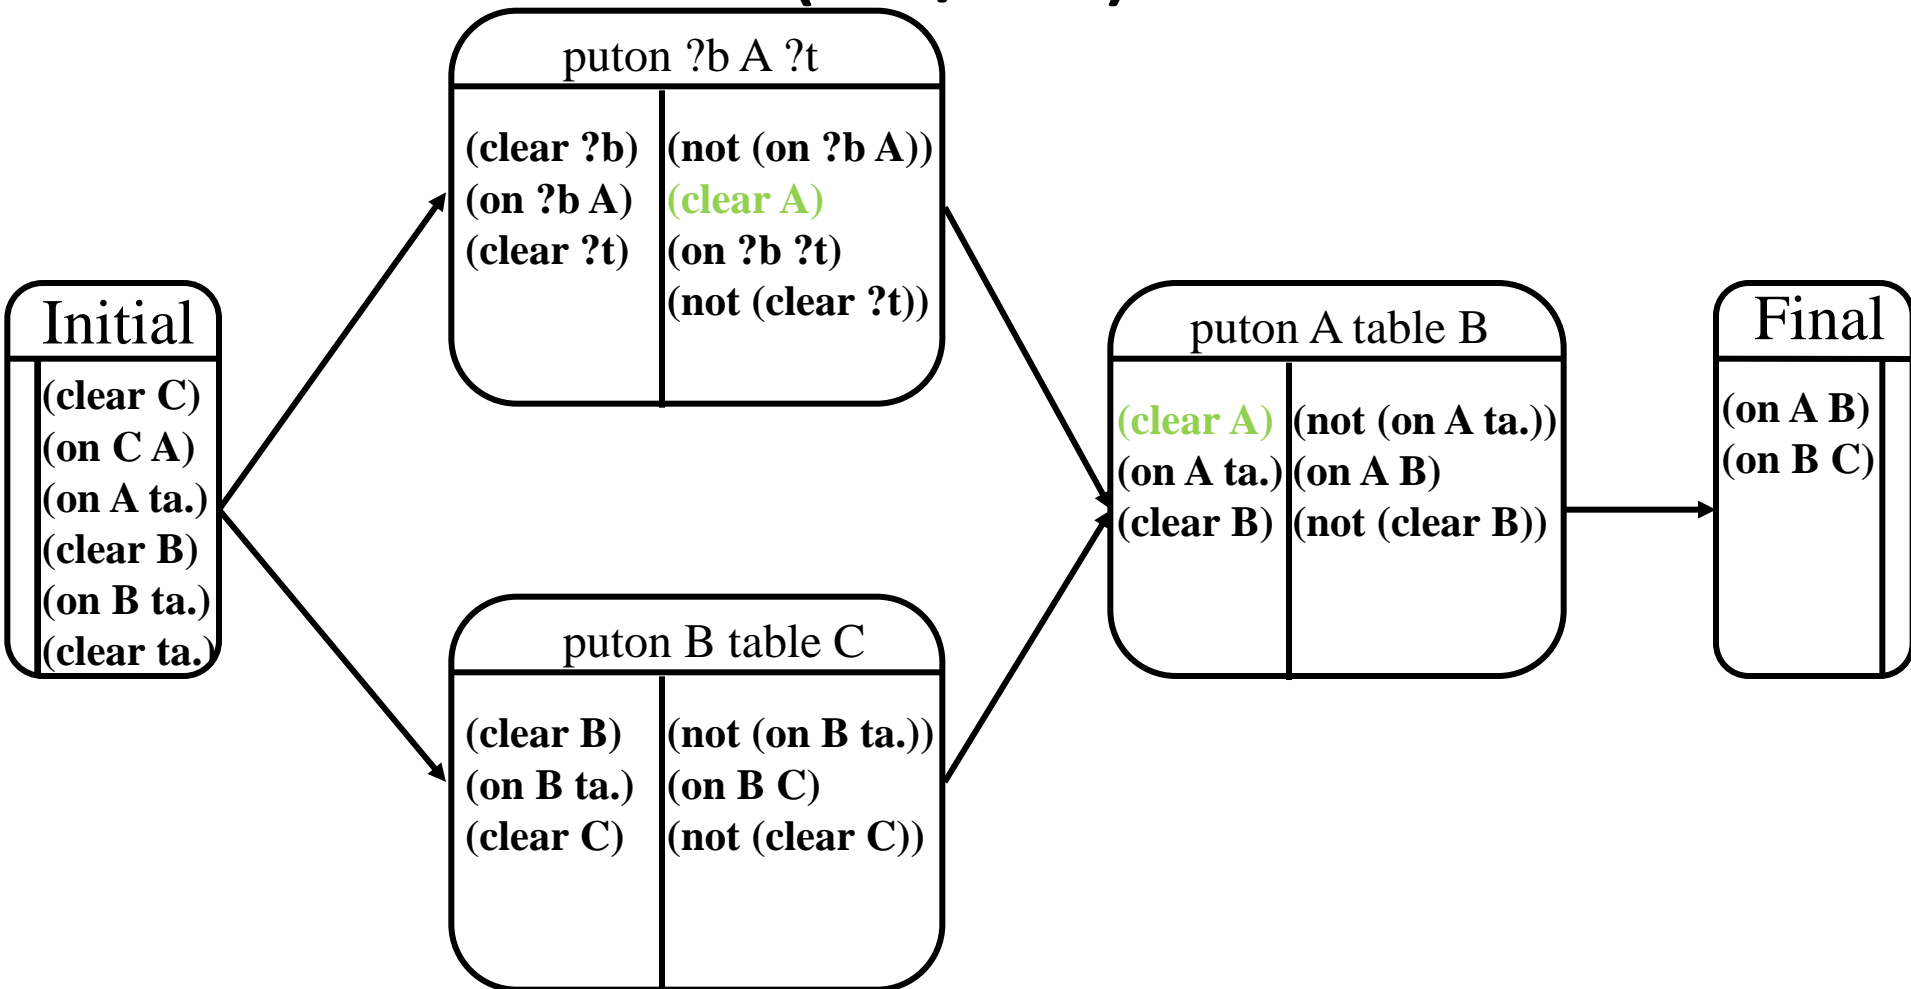 Initial
(clear C)
(on C A)
(on A ta.)
(clear B)
(on B ta.)
(clear ta.)
puton ?b A ?t
(clear ?b)
(on ?b A)
(clear ?t)
(not (on ?b A))
(clear A)
(on ?b ?t)
(not (clear ?t))
puton B table C
(clear B)
(on B ta.)
(clear C)
(not (on B ta.))
(on B C)
(not (clear C))
puton A table B
(clear A)
(on A ta.)
(clear B)
(not (on A ta.))
(on A B)
(not (clear B))
Final
(on A B)
(on B C)